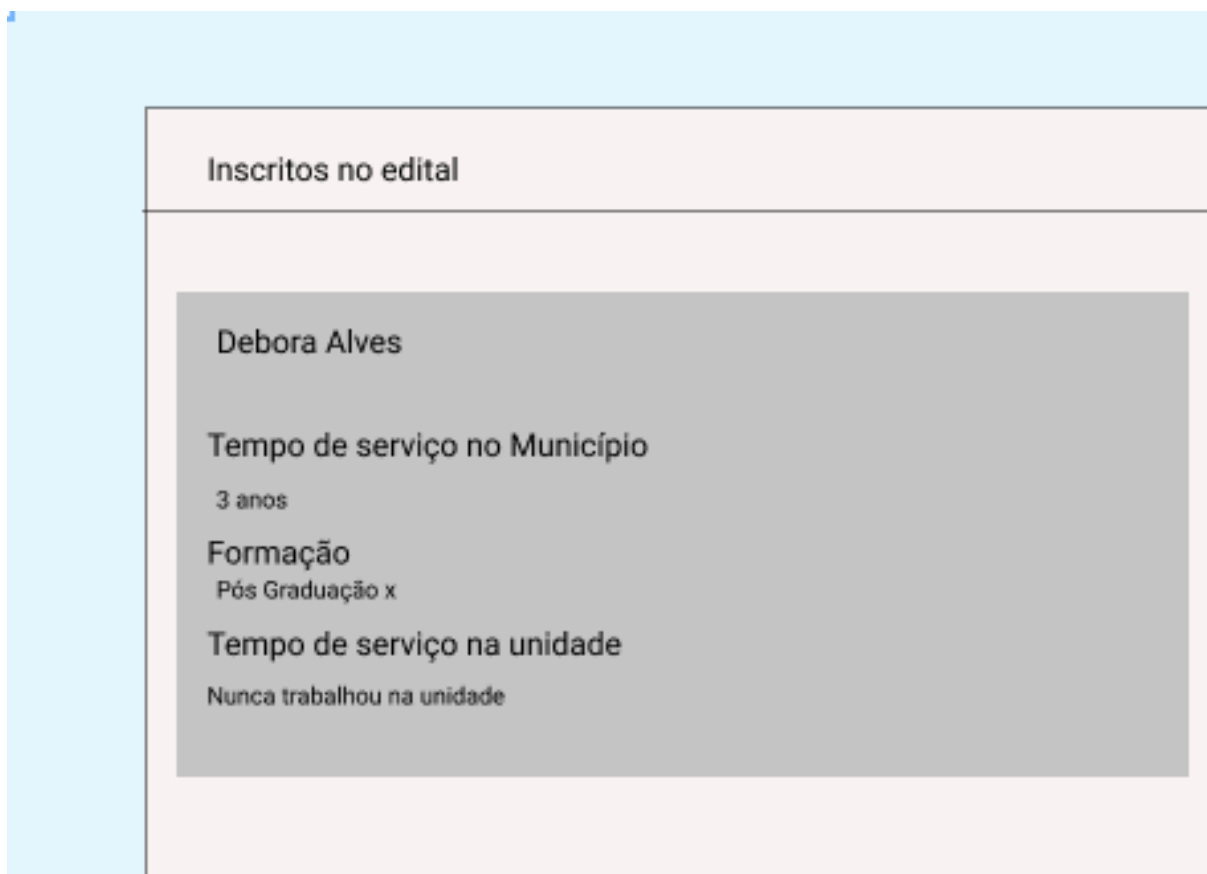 Inscritos no edital
Debora Alves
Tempo de serviço no Município
3 anos
Formação
Pós Graduação x
Tempo de serviço na unidade
Nunca trabalhou na unidade